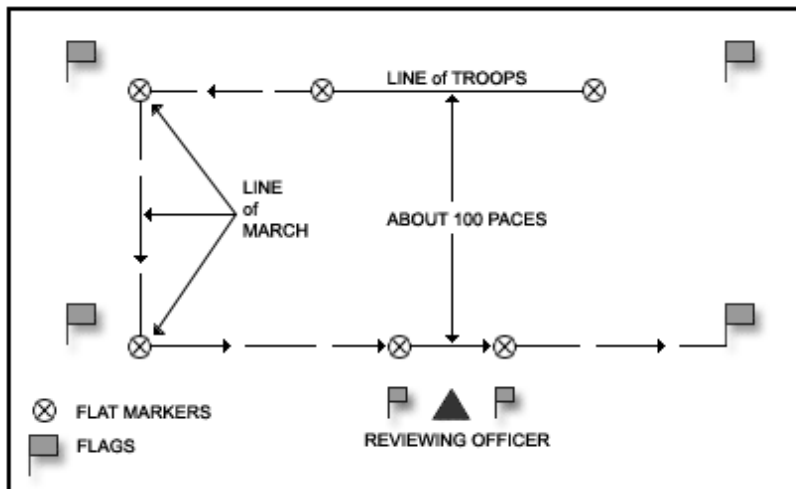 LINE of TROOPS
LINE
of
MARCH
ABOUT 100 PACES
FLAT MARKERS
FLAGS
REVIEWING OFFICER